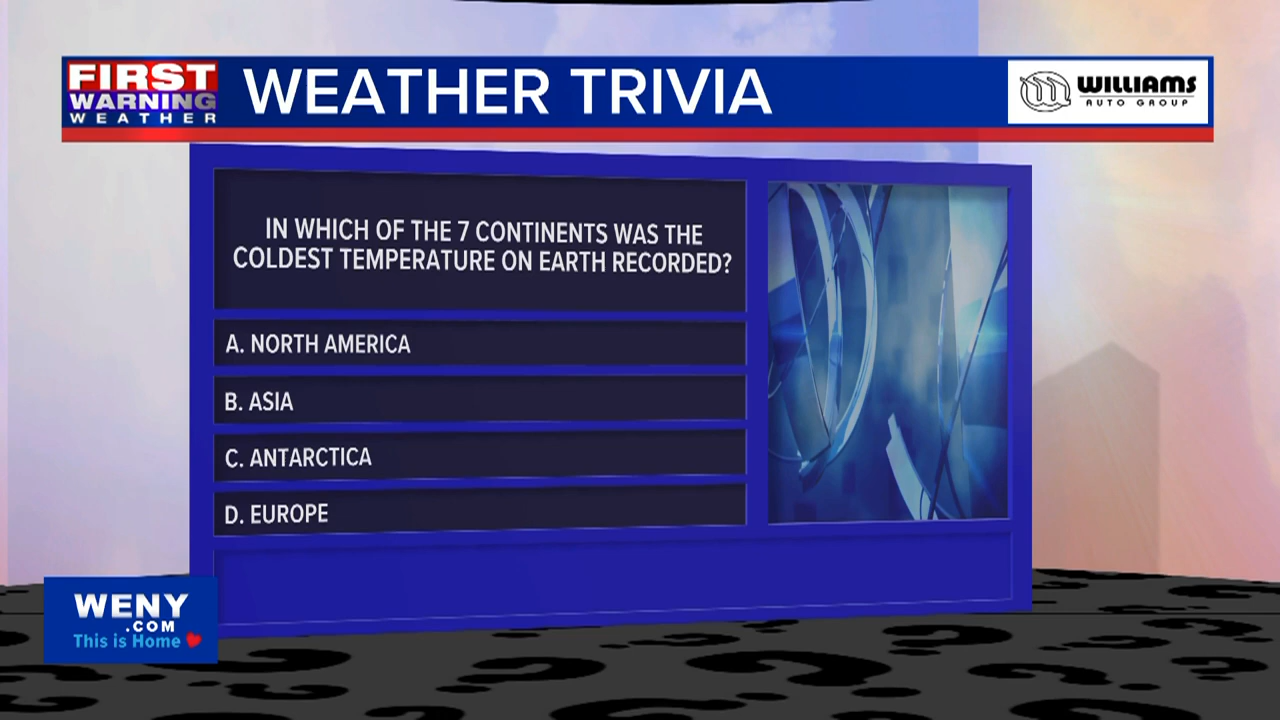 FIRST
WARNING
WEATHER
WEATHER TRIVIA
WILLIAMS
AUTO GROUP
IN WHICH OF THE 7 CONTINENTS WAS THE
COLDEST TEMPERATURE ON EARTH RECORDED?
A. NORTH AMERICA
B. ASIA
C. ANTARCTICA
D. EUROPE
WENY
.COM
This is Home